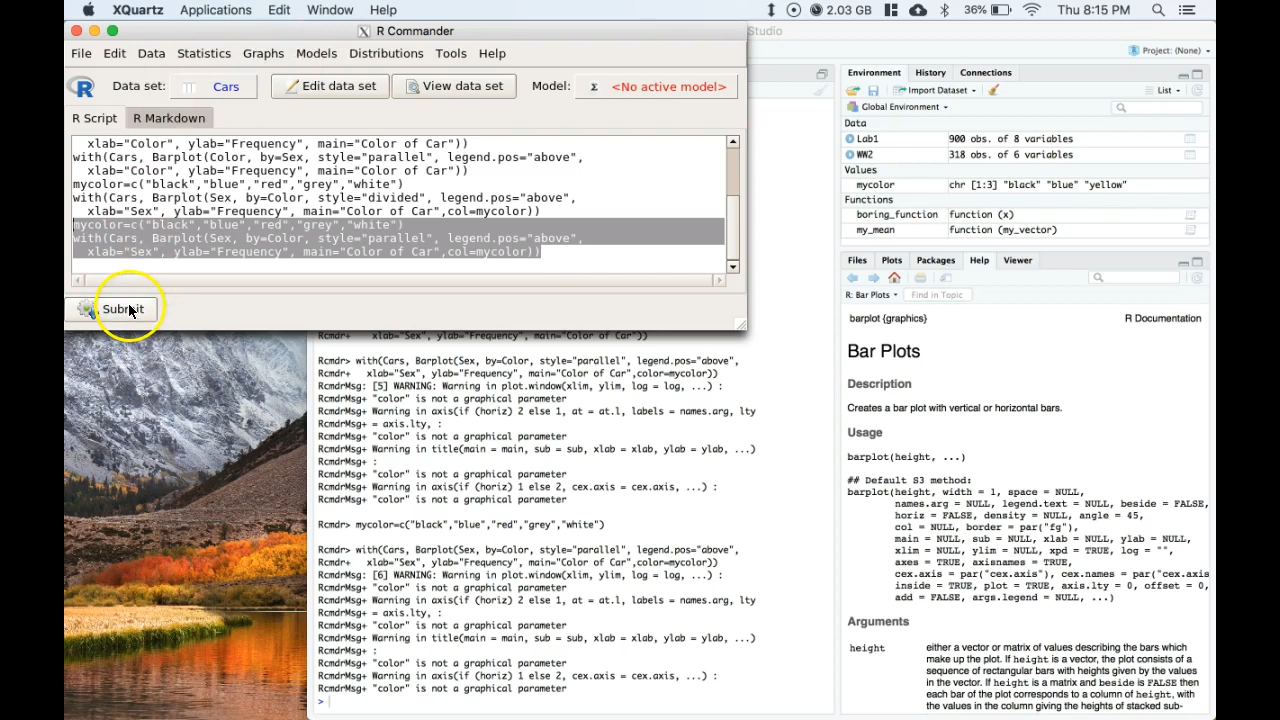 XQuartz Applications Edit Window Help 2.03 GB 36% Thu 8:15 PM
R Commander
Studio
File Edit Data Statistics Graphs Models Distributions Tools Help
Project: (None)
Data set: Cars Edit data set View data set Model: Σ <No active model>
R Script R Markdown
xlab="Color", ylab="Frequency", main="Color of Car"))
with(Cars, Barplot(Color, by=Sex, style="parallel", legend.pos="above",
xlab="Color", ylab="Frequency", main="Color of Car"))
mycolor=c("black","blue","red","grey","white")
with(Cars, Barplot(Sex, by=Color, style="divided", legend.pos="above",
xlab="Sex", ylab="Frequency", main="Color of Car",col=mycolor))
mycolor=c("black","blue","red","grey","white")
with(Cars, Barplot(Sex, by=Color, style="parallel", legend.pos="above",
xlab="Sex", ylab="Frequency", main="Color of Car",col=mycolor))
Submit
Rcmdr+ xlab="Sex", ylab="Frequency", main="Color of Car"))
Rcmdr> with(Cars, Barplot(Sex, by=Color, style="parallel", legend.pos="above",
Rcmdr+ xlab="Sex", ylab="Frequency", main="Color of Car",color=mycolor))
RcmdrMsg: [5] WARNING: Warning in plot.window(xlim, ylim, log = log, ...) :
RcmdrMsg+ "color" is not a graphical parameter
RcmdrMsg+ Warning in axis(if (horiz) 2 else 1, at = at.l, labels = names.arg, lty
RcmdrMsg+ = axis.lty, :
RcmdrMsg+ "color" is not a graphical parameter
RcmdrMsg+ Warning in title(main = main, sub = sub, xlab = xlab, ylab = ylab, ...)
RcmdrMsg+ :
RcmdrMsg+ "color" is not a graphical parameter
RcmdrMsg+ Warning in axis(if (horiz) 1 else 2, cex.axis = cex.axis, ...) :
RcmdrMsg+ "color" is not a graphical parameter
Rcmdr> mycolor=c("black","blue","red","grey","white")
Rcmdr> with(Cars, Barplot(Sex, by=Color, style="parallel", legend.pos="above",
Rcmdr+ xlab="Sex", ylab="Frequency", main="Color of Car",color=mycolor))
RcmdrMsg: [6] WARNING: Warning in plot.window(xlim, ylim, log = log, ...) :
RcmdrMsg+ "color" is not a graphical parameter
RcmdrMsg+ Warning in axis(if (horiz) 2 else 1, at = at.l, labels = names.arg, lty
RcmdrMsg+ = axis.lty, :
RcmdrMsg+ "color" is not a graphical parameter
RcmdrMsg+ Warning in title(main = main, sub = sub, xlab = xlab, ylab = ylab, ...)
RcmdrMsg+ :
RcmdrMsg+ "color" is not a graphical parameter
RcmdrMsg+ Warning in axis(if (horiz) 1 else 2, cex.axis = cex.axis, ...) :
RcmdrMsg+ "color" is not a graphical parameter
>
Environment History Connections
Import Dataset List
Global Environment
Data
Lab1 900 obs. of 8 variables
WW2 318 obs. of 6 variables
Values
mycolor chr [1:3] "black" "blue" "yellow"
Functions
boring_function function (x)
my_mean function (my_vector)
Files Plots Packages Help Viewer
R: Bar Plots Find in Topic
barplot {graphics} R Documentation
Bar Plots
Description
Creates a bar plot with vertical or horizontal bars.
Usage
barplot(height, ...)
## Default S3 method:
barplot(height, width = 1, space = NULL,
names.arg = NULL, legend.text = NULL, beside = FALSE,
horiz = FALSE, density = NULL, angle = 45,
col = NULL, border = par("fg"),
main = NULL, sub = NULL, xlab = NULL, ylab = NULL,
xlim = NULL, ylim = NULL, xpd = TRUE, log = "",
axes = TRUE, axisnames = TRUE,
cex.axis = par("cex.axis"), cex.names = par("cex.axis
inside = TRUE, plot = TRUE, axis.lty = 0, offset = 0,
add = FALSE, args.legend = NULL, ...)
Arguments
height either a vector or matrix of values describing the bars which
make up the plot. If height is a vector, the plot consists of a
sequence of rectangular bars with heights given by the values
in the vector. If height is a matrix and beside is FALSE then
each bar of the plot corresponds to a column of height, with
the values in the column giving the heights of stacked sub-